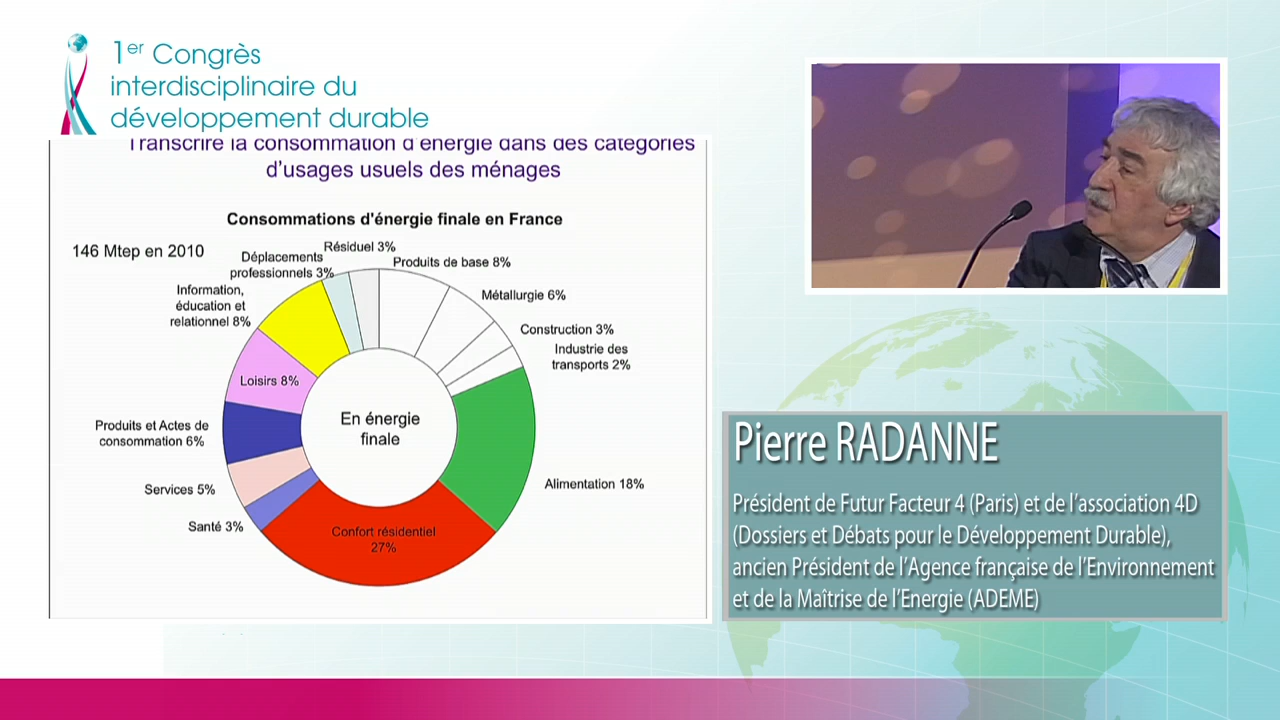 1er Congrès
interdisciplinaire du
développement durable
Transcrire la consommation d'énergie dans des catégories
d'usages usuels des ménages
Consommations d'énergie finale en France
146 Mtep en 2010
Résiduel 3%
Déplacements
professionnels 3%
Produits de base 8%
Information,
éducation et
relationnel 8%
Métallurgie 6%
Construction 3%
Industrie des
transports 2%
Loisirs 8%
En énergie
finale
Produits et Actes de
consommation 6%
Services 5%
Alimentation 18%
Santé 3%
Confort résidentiel
27%
Pierre RADANNE
Président de Futur Facteur 4 (Paris) et de l'association 4D
(Dossiers et Débats pour le Développement Durable),
ancien Président de l'Agence française de l'Environnement
et de la Maîtrise de l'Energie (ADEME)